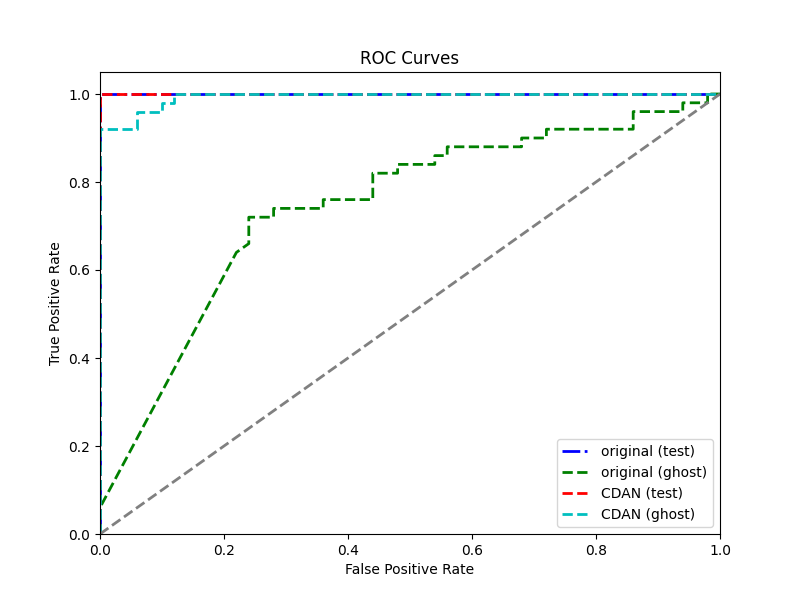 ROC Curves
1.0
0.8
0.6
0.4
0.2
0.0
True Positive Rate
0.0 0.2 0.4 0.6 0.8 1.0
False Positive Rate
original (test)
original (ghost)
CDAN (test)
CDAN (ghost)